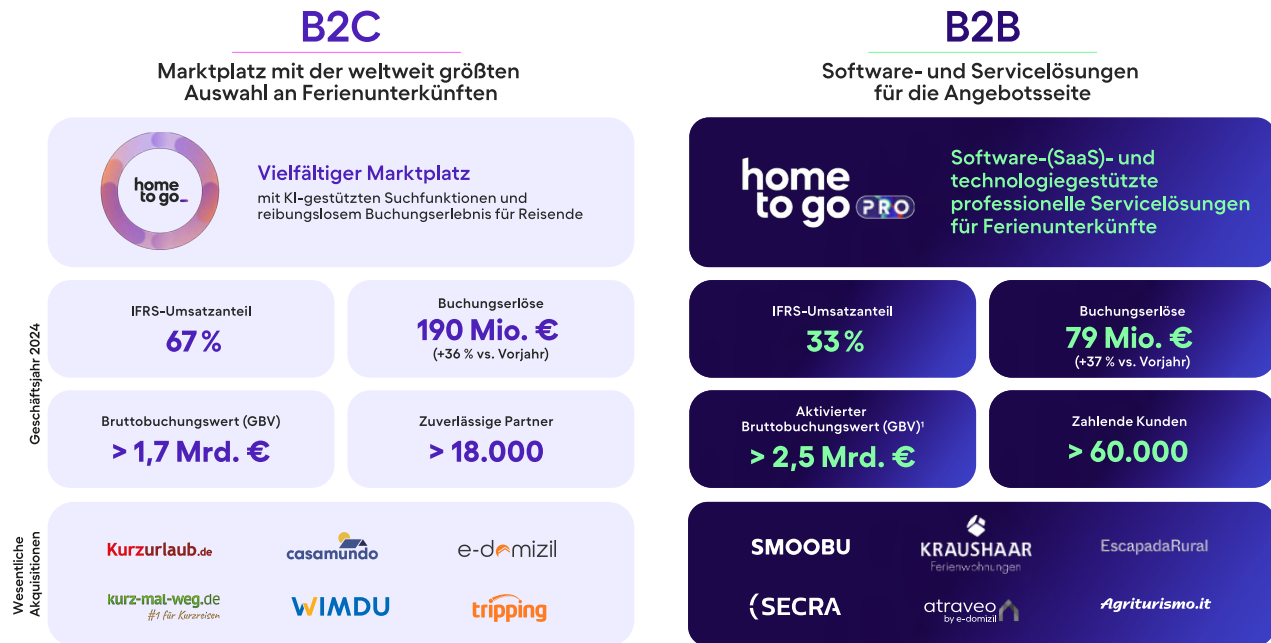 B2C
Marktplatz mit der weltweit größten
Auswahl an Ferienunterkünften
home
to go_
Vielfältiger Marktplatz
mit KI-gestützten Suchfunktionen und
reibungslosem Buchungserlebnis für Reisende
Geschäftsjahr 2024
IFRS-Umsatzanteil
67 %
Buchungserlöse
190 Mio. €
(+36 % vs. Vorjahr)
Bruttobuchungswert (GBV)
> 1,7 Mrd. €
Zuverlässige Partner
> 18.000
Wesentliche
Akquisitionen
Kurzurlaub.de
casamundo
e-domizil
kurz-mal-weg.de
#1 für Kurzreisen
WIMDU
tripping
B2B
Software- und Servicelösungen
für die Angebotsseite
home
to go PRO
Software-(SaaS)- und
technologiegestützte
professionelle Servicelösungen
für Ferienunterkünfte
IFRS-Umsatzanteil
33 %
Buchungserlöse
79 Mio. €
(+37 % vs. Vorjahr)
Aktivierter
Bruttobuchungswert (GBV)¹
> 2,5 Mrd. €
Zahlende Kunden
> 60.000
SMOOBU
KRAUSHAAR
Ferienwohnungen
EscapadaRural
SECRA
atraveo
by e-domizil
Agriturismo.it